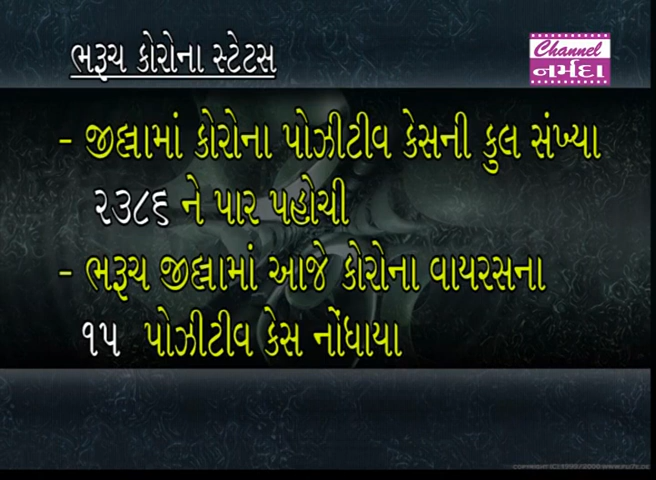 ભરૂચ કોરોના સ્ટેટસ
Channel
નર્મદા
- જીલ્લામાં કોરોના પોઝીટીવ કેસની કુલ સંખ્યા
૨૩૮૬ ને પાર પહોચી
- ભરૂચ જીલ્લામાં આજે કોરોના વાયરસના
૧૫ પોઝીટીવ કેસ નોંધાયા